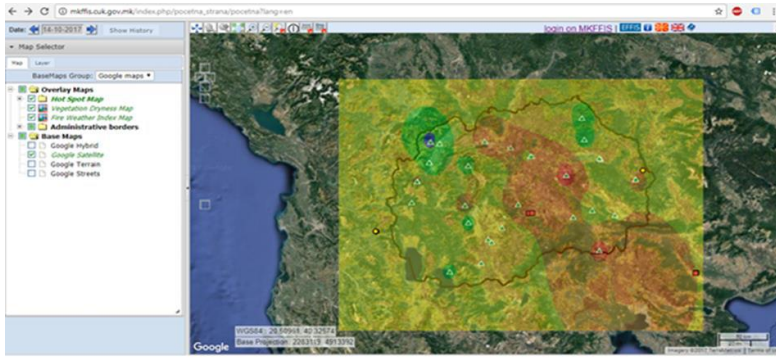 mkffis.cuk.gov.mk/index.php/pocetna_strana/pocetna?lang=en
Date: 14-10-2017 Show History
login on MKFFIS | EFFIS
Map Selector
Map Layer
BaseMaps Group: Google maps
Overlay Maps
Hot Spot Map
Vegetation Dryness Map
Fire Weather Index Map
Administrative borders
Base Maps
Google Hybrid
Google Satellite
Google Terrain
Google Streets
Base Projection:
Google